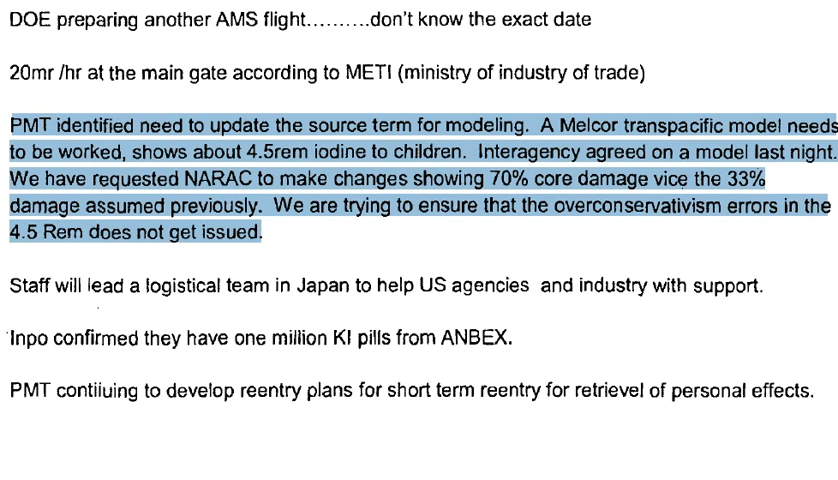 DOE preparing another AMS flight..........don't know the exact date
20mr /hr at the main gate according to METI (ministry of industry of trade)
PMT identified need to update the source term for modeling. A Melcor transpacific model needs
to be worked, shows about 4.5rem iodine to children. Interagency agreed on a model last night.
We have requested NARAC to make changes showing 70% core damage vice the 33%
damage assumed previously. We are trying to ensure that the overconservativism errors in the
4.5 Rem does not get issued.
Staff will lead a logistical team in Japan to help US agencies and industry with support.
Inpo confirmed they have one million KI pills from ANBEX.
PMT contiiuing to develop reentry plans for short term reentry for retrievel of personal effects.